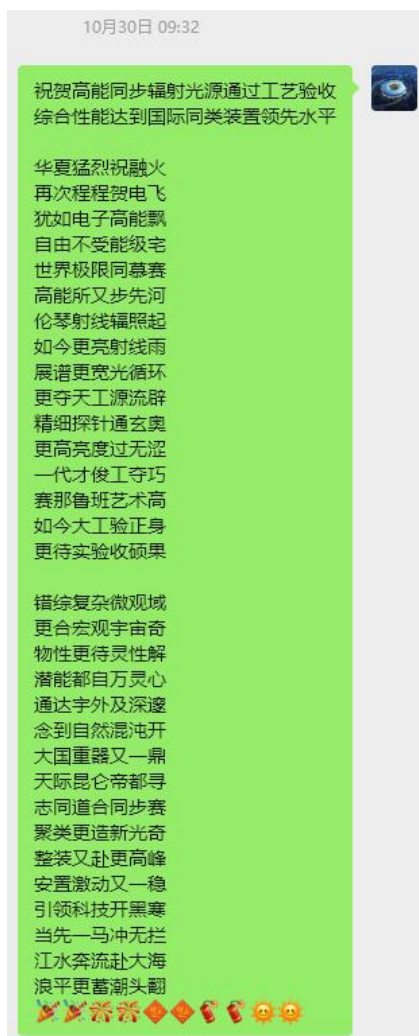 10月30日 09:32
祝贺高能同步辐射光源通过工艺验收
综合性能达到国际同类装置领先水平
华夏猛烈祝融火
再次程程贺电飞
犹如电子高能飘
自由不受能级宅
世界极限同慕赛
高能所又步先河
伦琴射线辐照起
如今更亮射线雨
展谱更宽光循环
更夺天工源流辟
精细探针通玄奥
更高亮度过无涩
一代才俊工夺巧
赛那鲁班艺术高
如今大工验正身
更待实验收硕果
错综复杂微观域
更合宏观宇宙奇
物性更待灵性解
潜能都自万灵心
通达宇外及深邃
念到自然混沌开
大国重器又一鼎
天际昆仑帝都寻
志同道合同步赛
聚类更造新光奇
整装又赴更高峰
安置激动又一稳
引领科技开黑寒
当先一马冲无拦
江水奔流赴大海
浪平更蓄潮头翻